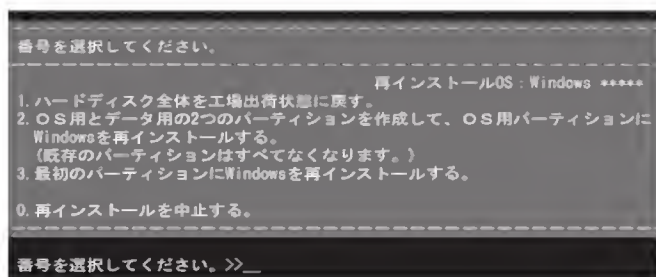 番号を選択してください。
再インストールOS:Windows *****
1.ハードディスク全体を工場出荷状態に戻す。
2.OS用とデータ用の2つのパーティションを作成して、OS用パーティションに
Windowsを再インストールする。
(既存のパーティションはすべてなくなります。)
3.最初のパーティションにWindowsを再インストールする。
0.再インストールを中止する。
番号を選択してください。>>_